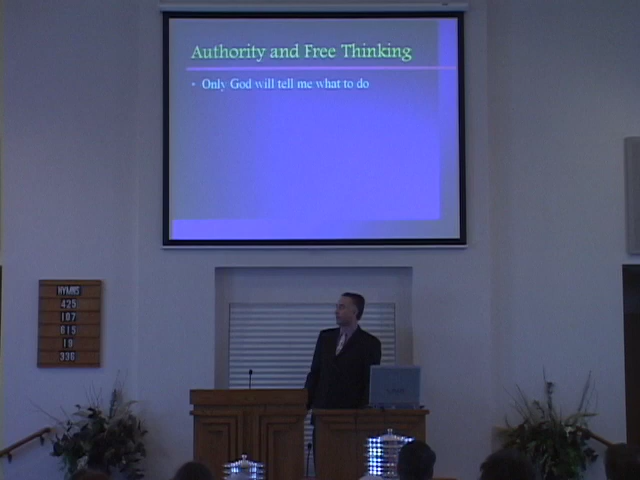 Authority and Free Thinking
• Only God will tell me what to do
HYMNS
425
107
615
19
336